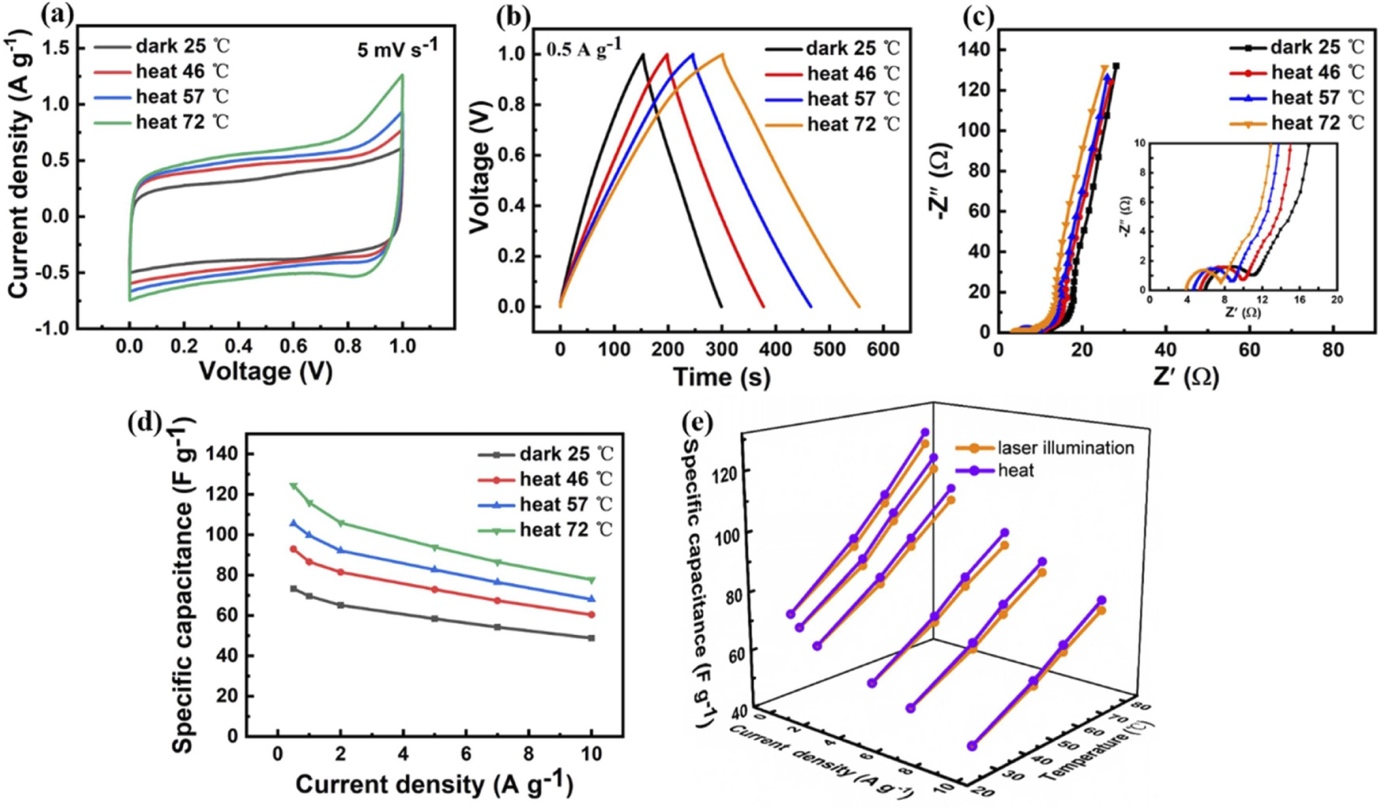 (a)
Current density (A g⁻¹)
1.5
1.0
0.5
0.0
-0.5
-1.0
dark 25 ℃
heat 46 ℃
heat 57 ℃
heat 72 ℃
5 mV s⁻¹
0.0 0.2 0.4 0.6 0.8 1.0
Voltage (V)
(b)
Voltage (V)
1.0
0.8
0.6
0.4
0.2
0.0
0.5 A g⁻¹
dark 25 ℃
heat 46 ℃
heat 57 ℃
heat 72 ℃
0 100 200 300 400 500 600
Time (s)
(c)
-Z″ (Ω)
140
120
100
80
60
40
20
0
dark 25 ℃
heat 46 ℃
heat 57 ℃
heat 72 ℃
-Z″ (Ω)
10
8
6
4
2
0
0 4 8 12 16 20
Z′ (Ω)
0 20 40 60 80
Z′ (Ω)
(d)
Specific capacitance (F g⁻¹)
140
120
100
80
60
40
20
0
dark 25 ℃
heat 46 ℃
heat 57 ℃
heat 72 ℃
0 2 4 6 8 10
Current density (A g⁻¹)
(e)
Specific capacitance (F g⁻¹)
120
100
80
60
40
laser illumination
heat
0 2 4 6 8 10
Current density (A g⁻¹)
20 30 40 50 60 70 80
Temperature (℃)